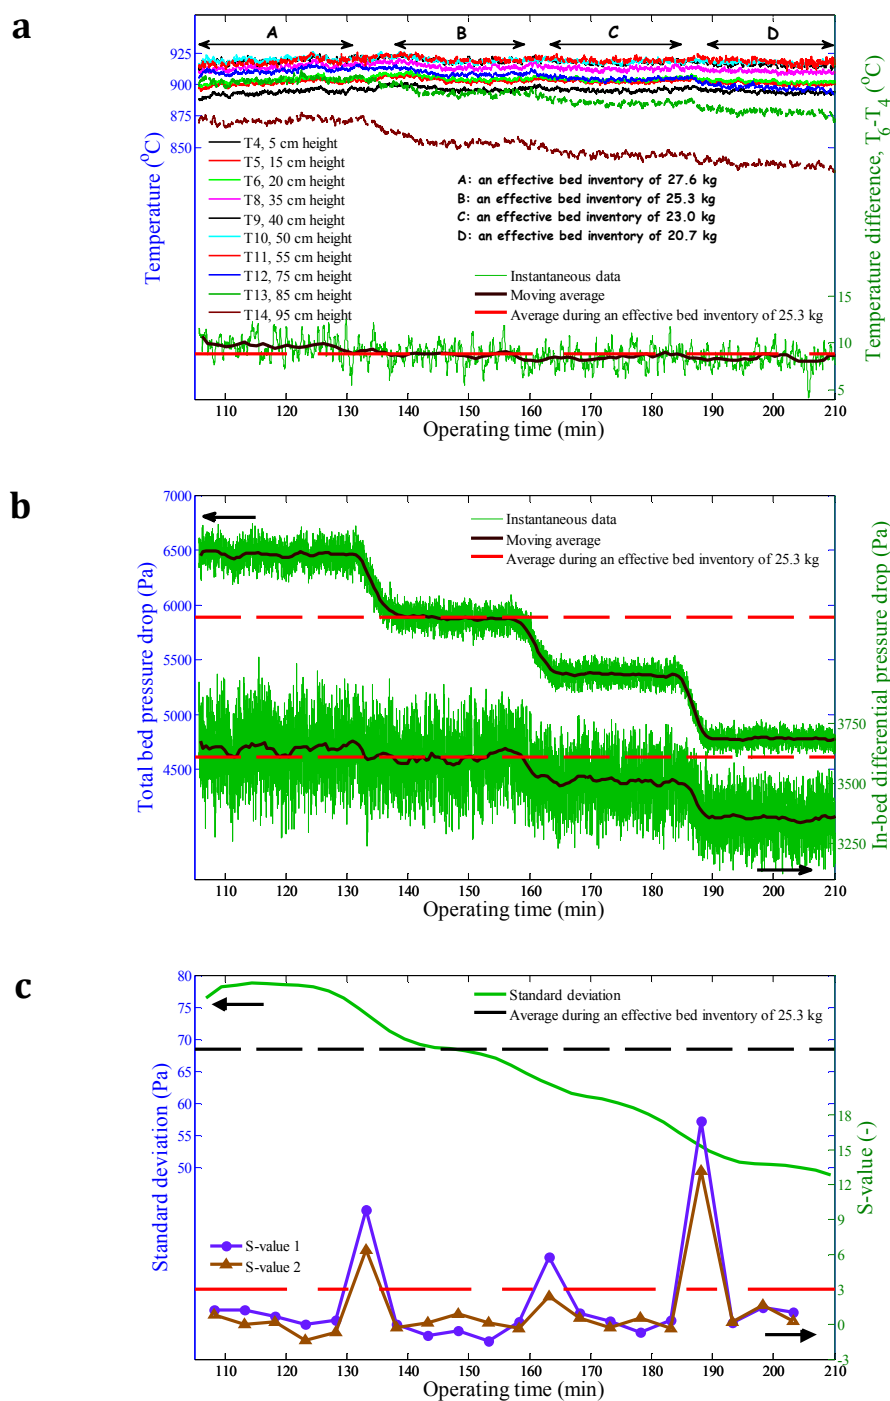 a
A
B
C
D
925
900
875
850
Temperature (°C)
T4, 5 cm height
T5, 15 cm height
T6, 20 cm height
T8, 35 cm height
T9, 40 cm height
T10, 50 cm height
T11, 55 cm height
T12, 75 cm height
T13, 85 cm height
T14, 95 cm height
A: an effective bed inventory of 27.6 kg
B: an effective bed inventory of 25.3 kg
C: an effective bed inventory of 23.0 kg
D: an effective bed inventory of 20.7 kg
Instantaneous data
Moving average
Average during an effective bed inventory of 25.3 kg
15
10
5
Temperature difference, T6-T4 (°C)
110 120 130 140 150 160 170 180 190 200 210
Operating time (min)
b
7000
6500
6000
5500
5000
4500
Total bed pressure drop (Pa)
Instantaneous data
Moving average
Average during an effective bed inventory of 25.3 kg
3750
3500
3250
In-bed differential pressure drop (Pa)
110 120 130 140 150 160 170 180 190 200 210
Operating time (min)
c
80
75
70
65
60
55
50
Standard deviation (Pa)
Standard deviation
Average during an effective bed inventory of 25.3 kg
S-value 1
S-value 2
18
15
12
9
6
3
0
-3
S-value (-)
110 120 130 140 150 160 170 180 190 200 210
Operating time (min)